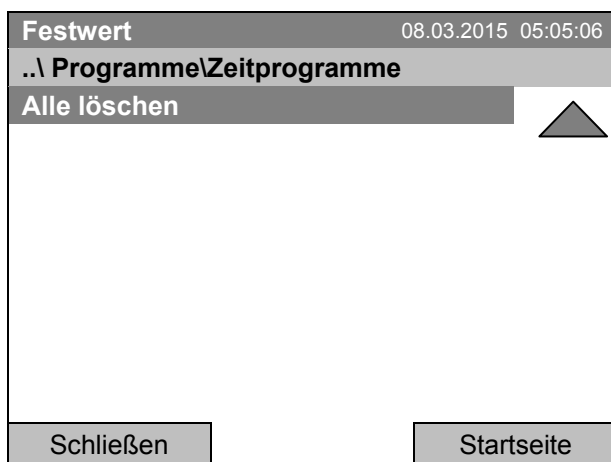 Festwert 08.03.2015 05:05:06
..\ Programme\Zeitprogramme
Alle löschen
Schließen Startseite